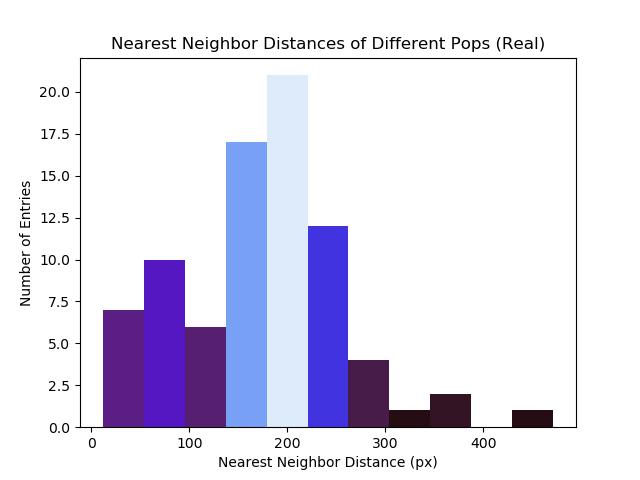 Nearest Neighbor Distances of Different Pops (Real)
20.0
17.5
15.0
12.5
10.0
7.5
5.0
2.5
0.0
Number of Entries
0 100 200 300 400
Nearest Neighbor Distance (px)